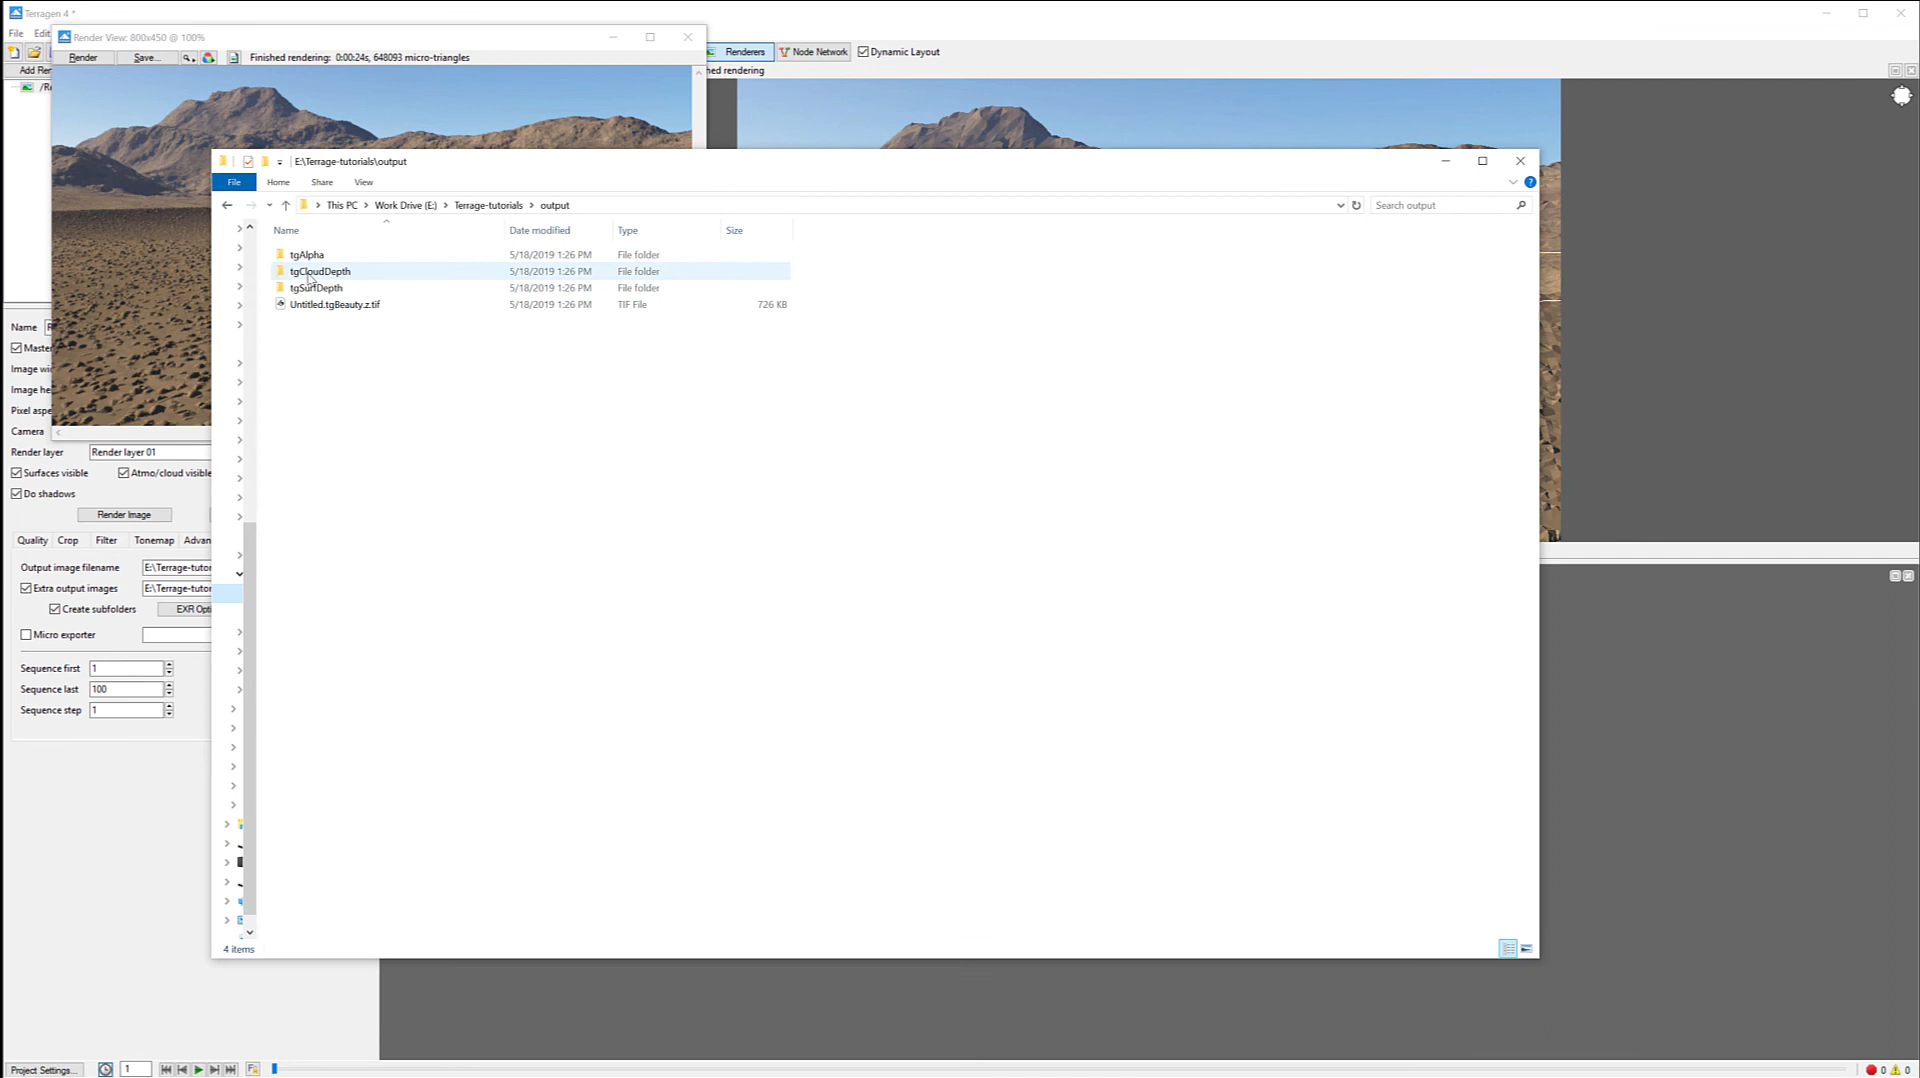 Terragen 4 *
File Edi
Render View: 800x450 @ 100%
Render Save... Finished rendering: 0:00:24s, 648093 micro-triangles
Renderers Node Network Dynamic Layout
Add Re
hed rendering
/R
E:\Terrage-tutorials\output
File Home Share View
This PC Work Drive (E:) Terrage-tutorials output
Search output
Name Date modified Type Size
tgAlpha 5/18/2019 1:26 PM File folder
tgCloudDepth 5/18/2019 1:26 PM File folder
tgSurfDepth 5/18/2019 1:26 PM File folder
Untitled.tgBeauty.z.tif 5/18/2019 1:26 PM TIF File 726 KB
4 items
Name R
Master
Image wi
Image he
Pixel aspe
Camera
Render layer Render layer 01
Surfaces visible Atmo/cloud visible
Do shadows
Render Image
Quality Crop Filter Tonemap Advan
Output image filename E:\Terrage-tutor
Extra output images E:\Terrage-tutor
Create subfolders EXR Opti
Micro exporter
Sequence first 1
Sequence last 100
Sequence step 1
Project Settings... 1
0 0